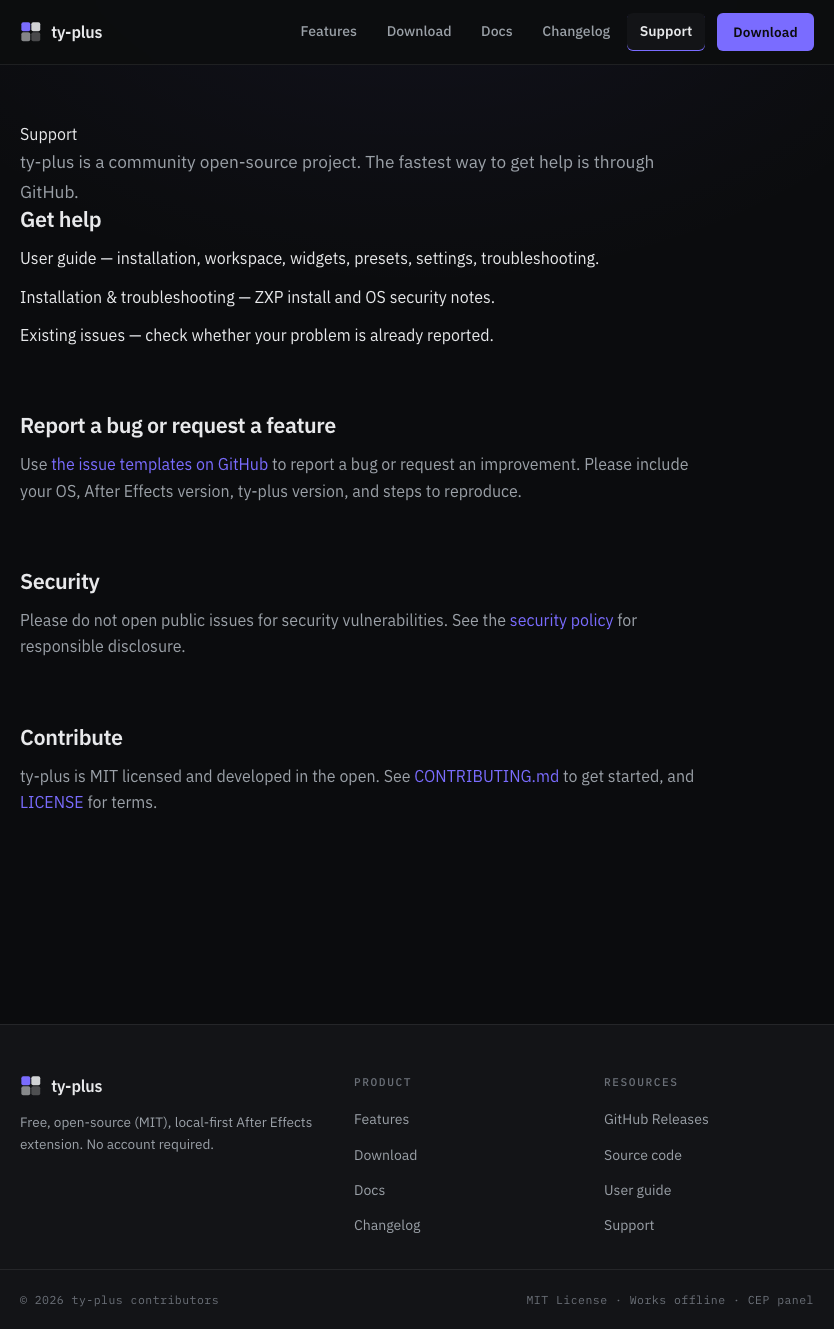 ty-plus
Features
Download
Docs
Changelog
Support
Download
Support
ty-plus is a community open-source project. The fastest way to get help is through
GitHub.
Get help
User guide — installation, workspace, widgets, presets, settings, troubleshooting.
Installation & troubleshooting — ZXP install and OS security notes.
Existing issues — check whether your problem is already reported.
Report a bug or request a feature
Use the issue templates on GitHub to report a bug or request an improvement. Please include
your OS, After Effects version, ty-plus version, and steps to reproduce.
Security
Please do not open public issues for security vulnerabilities. See the security policy for
responsible disclosure.
Contribute
ty-plus is MIT licensed and developed in the open. See CONTRIBUTING.md to get started, and
LICENSE for terms.
ty-plus
Free, open-source (MIT), local-first After Effects
extension. No account required.
PRODUCT
Features
Download
Docs
Changelog
RESOURCES
GitHub Releases
Source code
User guide
Support
© 2026 ty-plus contributors
MIT License · Works offline · CEP panel